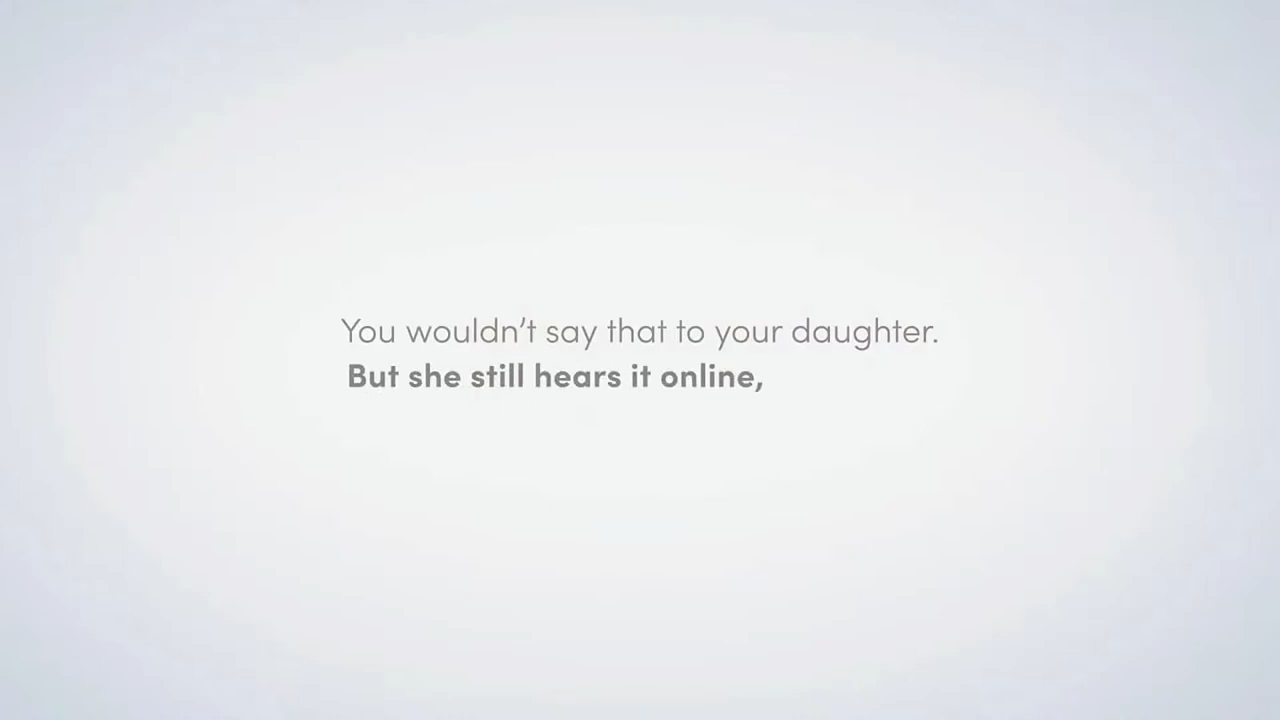 You wouldn’t say that to your daughter.
But she still hears it online,